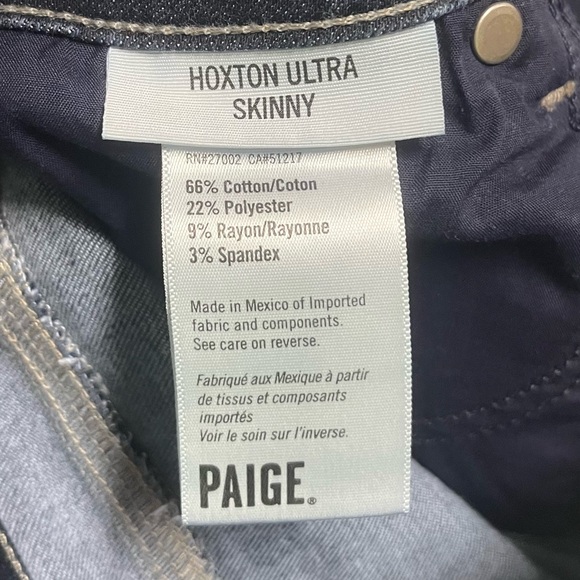 HOXTON ULTRA
SKINNY
RN#27002 CA#51217
66% Cotton/Coton
22% Polyester
9% Rayon/Rayonne
3% Spandex
Made in Mexico of Imported
fabric and components.
See care on reverse.
Fabriqué aux Mexique à partir
de tissus et composants
importés
Voir le soin sur l'inverse.
PAIGE®